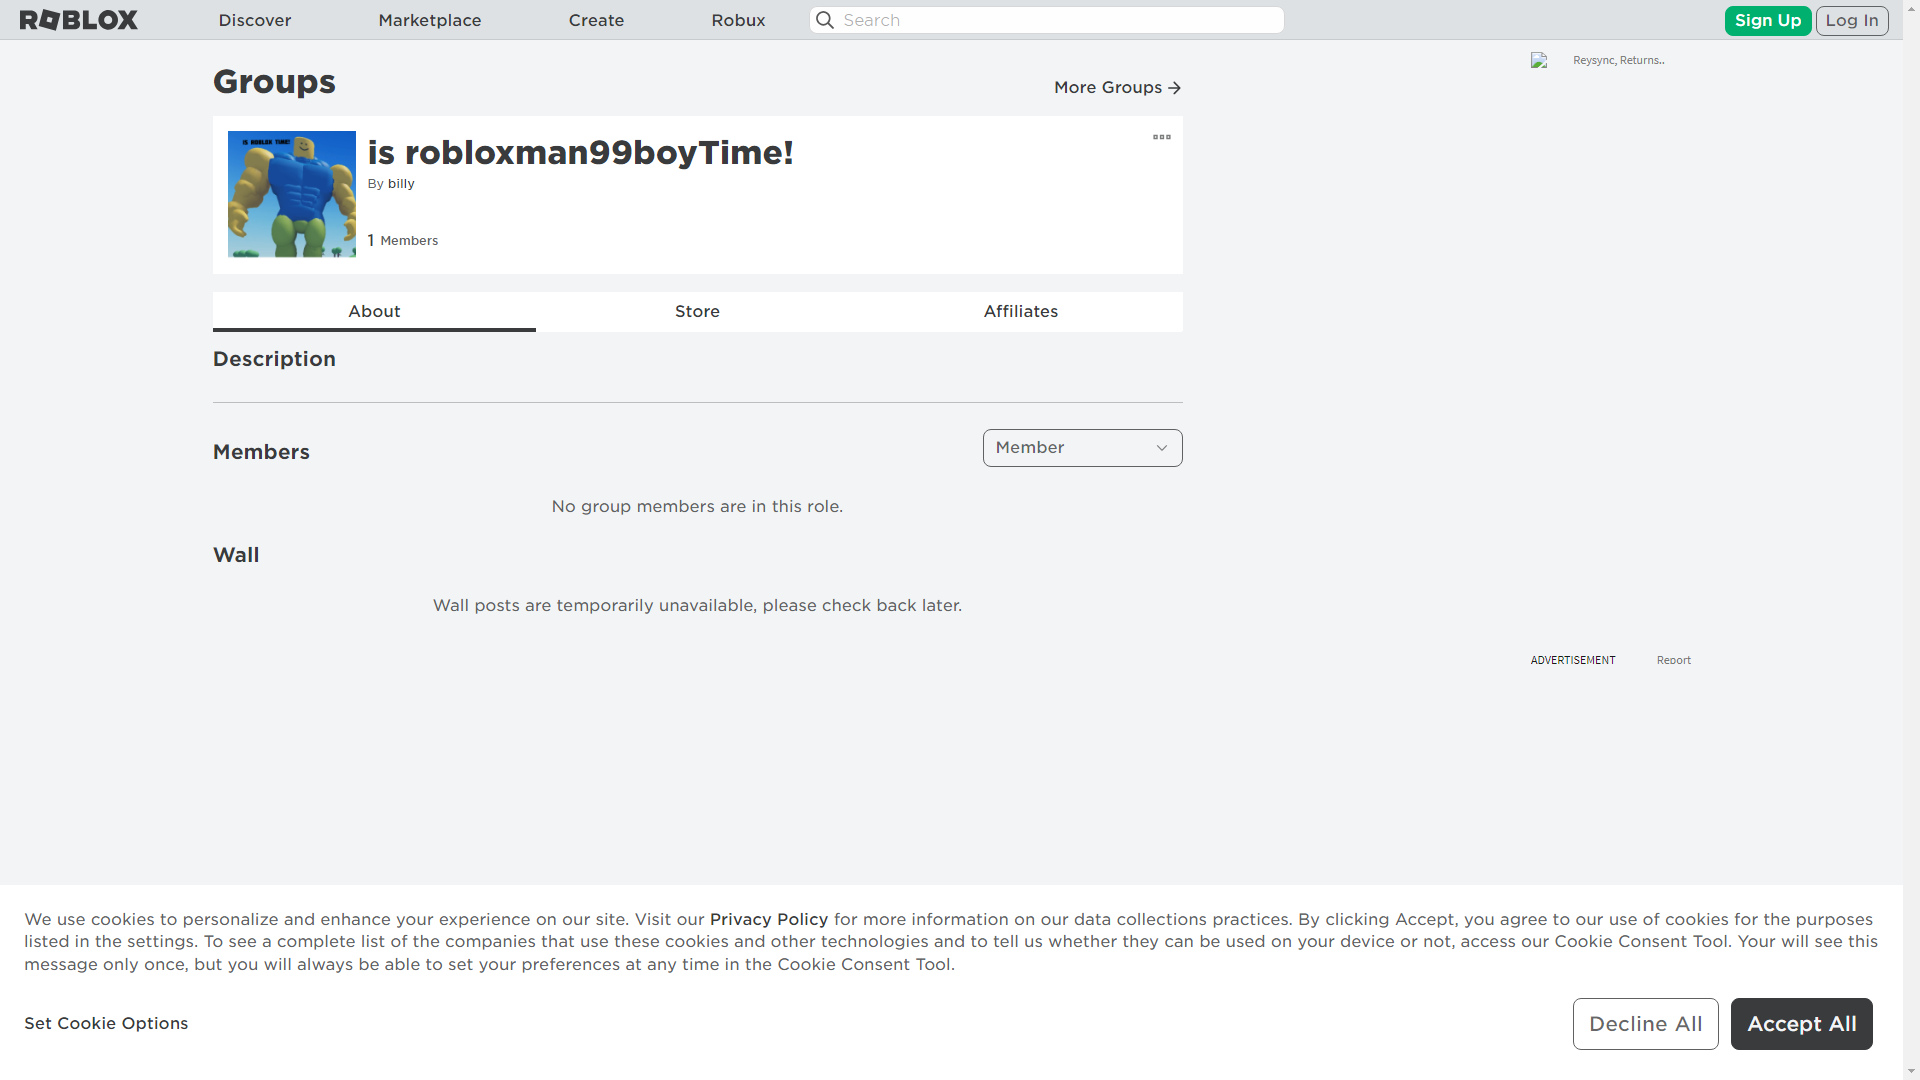 ROBLOX Discover Marketplace Create Robux Search Sign Up Log In
Reysync, Returns..
Groups
More Groups
IS ROBLOX TIME!
is robloxman99boyTime!
By billy
1 Members
About Store Affiliates
Description
Members
Member
No group members are in this role.
Wall
Wall posts are temporarily unavailable, please check back later.
ADVERTISEMENT Report
We use cookies to personalize and enhance your experience on our site. Visit our Privacy Policy for more information on our data collections practices. By clicking Accept, you agree to our use of cookies for the purposes
listed in the settings. To see a complete list of the companies that use these cookies and other technologies and to tell us whether they can be used on your device or not, access our Cookie Consent Tool. Your will see this
message only once, but you will always be able to set your preferences at any time in the Cookie Consent Tool.
Set Cookie Options
Decline All
Accept All